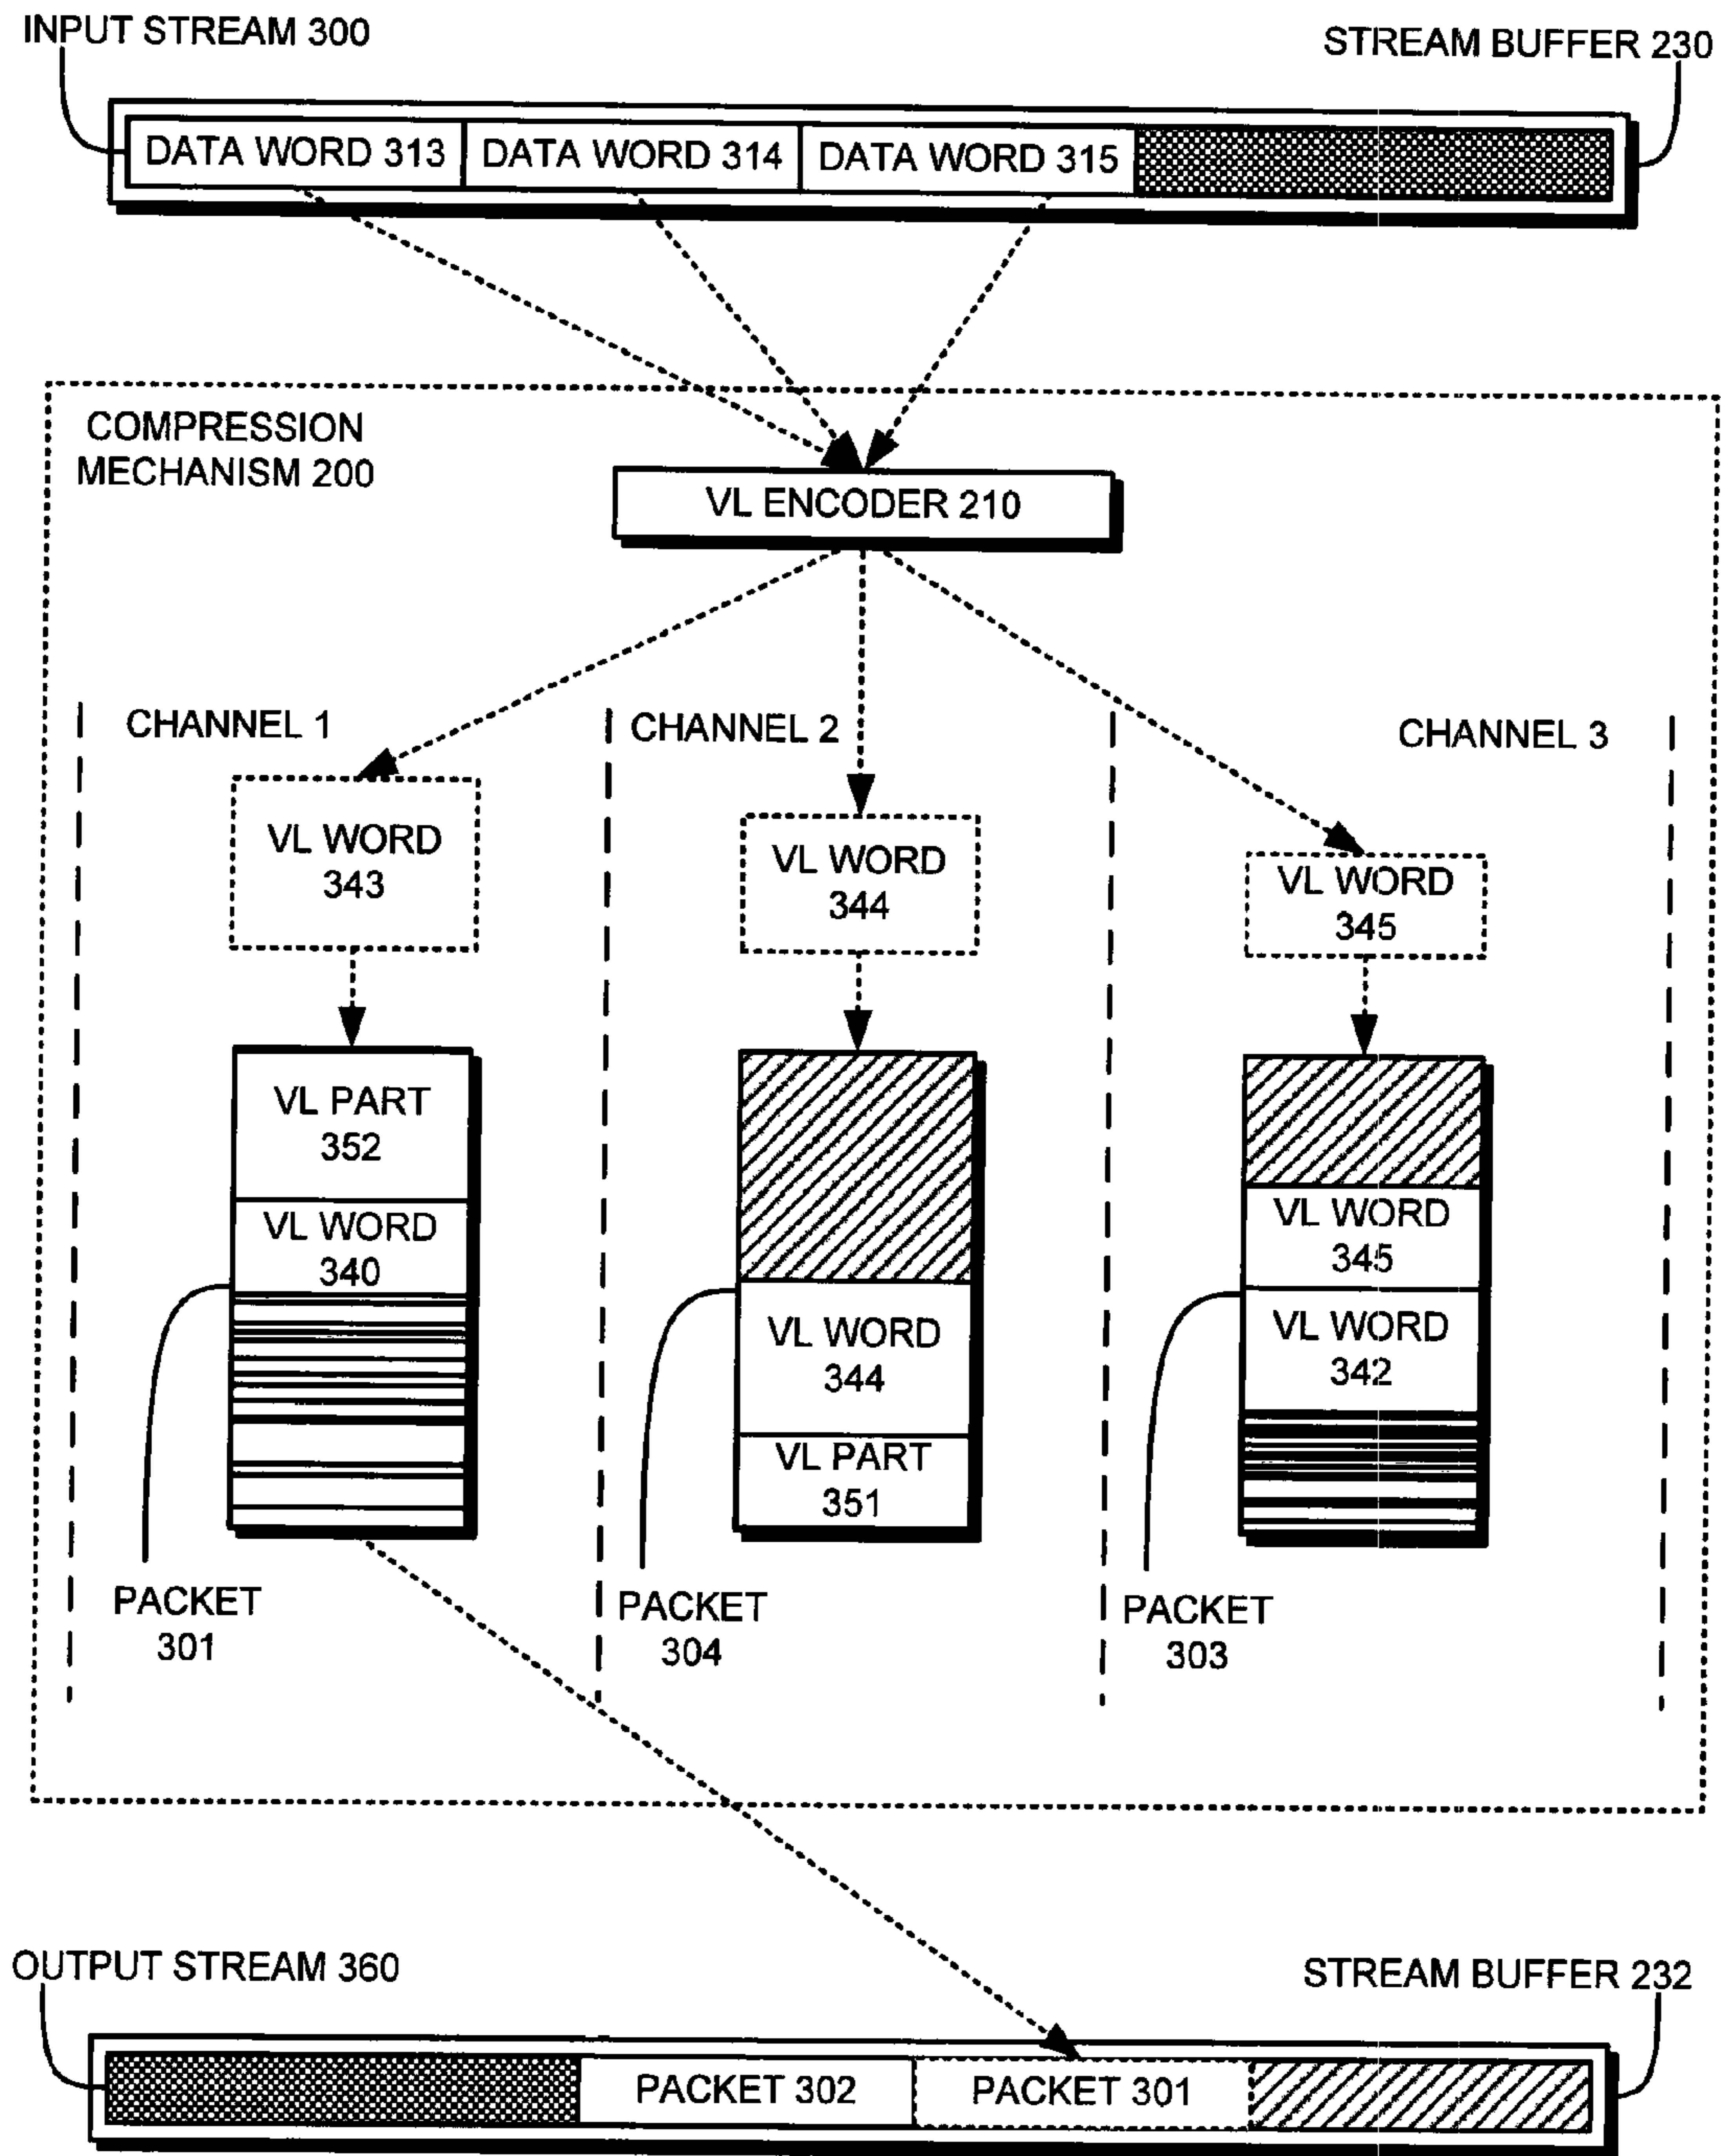 INPUT STREAM 300
STREAM BUFFER 230
DATA WORD 313
DATA WORD 314
DATA WORD 315
COMPRESSION
MECHANISM 200
VL ENCODER 210
CHANNEL 1
CHANNEL 2
CHANNEL 3
VL WORD
343
VL WORD
344
VL WORD
345
VL PART
352
VL WORD
340
VL WORD
344
VL PART
351
VL WORD
345
VL WORD
342
PACKET
301
PACKET
304
PACKET
303
OUTPUT STREAM 360
STREAM BUFFER 232
PACKET 302
PACKET 301